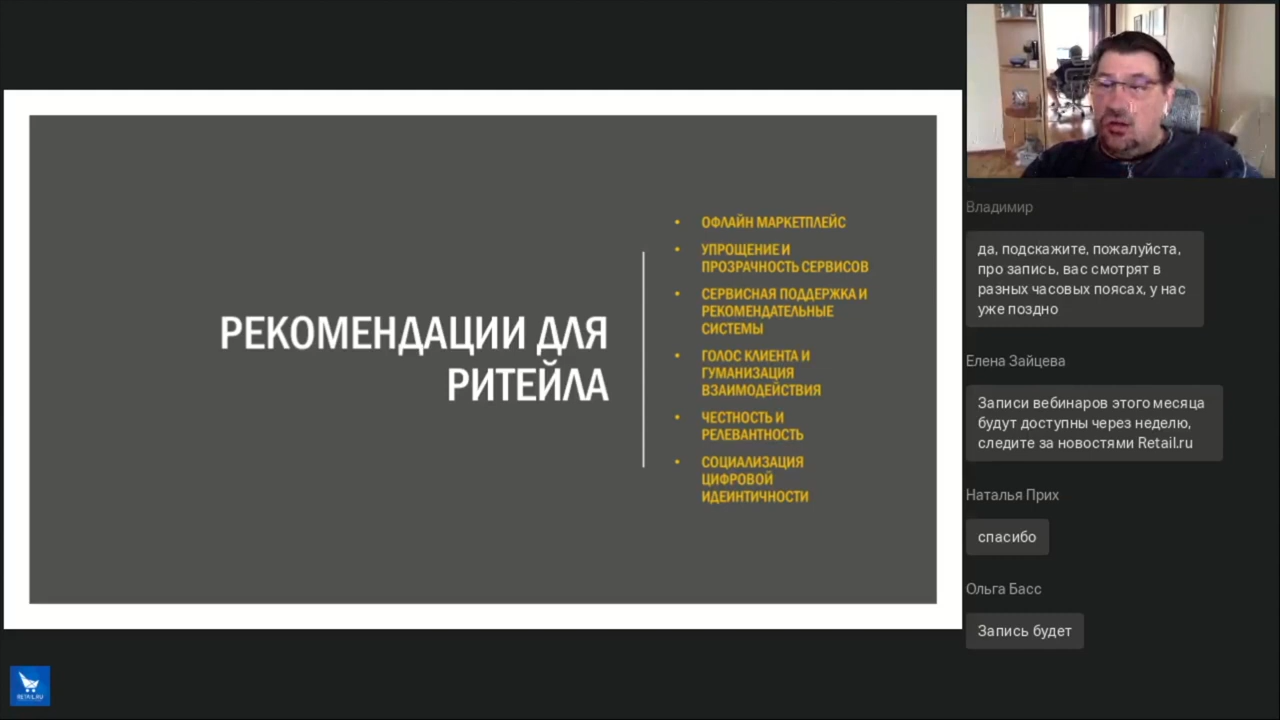 РЕКОМЕНДАЦИИ ДЛЯ
РИТЕЙЛА
• ОФЛАЙН МАРКЕТПЛЕЙС
• УПРОЩЕНИЕ И
ПРОЗРАЧНОСТЬ СЕРВИСОВ
• СЕРВИСНАЯ ПОДДЕРЖКА И
РЕКОМЕНДАТЕЛЬНЫЕ
СИСТЕМЫ
• ГОЛОС КЛИЕНТА И
ГУМАНИЗАЦИЯ
ВЗАИМОДЕЙСТВИЯ
• ЧЕСТНОСТЬ И
РЕЛЕВАНТНОСТЬ
• СОЦИАЛИЗАЦИЯ
ЦИФРОВОЙ
ИДЕИНТИЧНОСТИ
Владимир
да, подскажите, пожалуйста,
про запись, вас смотрят в
разных часовых поясах, у нас
уже поздно
Елена Зайцева
Записи вебинаров этого месяца
будут доступны через неделю,
следите за новостями Retail.ru
Наталья Прих
спасибо
Ольга Басс
Запись будет
RETAIL.RU